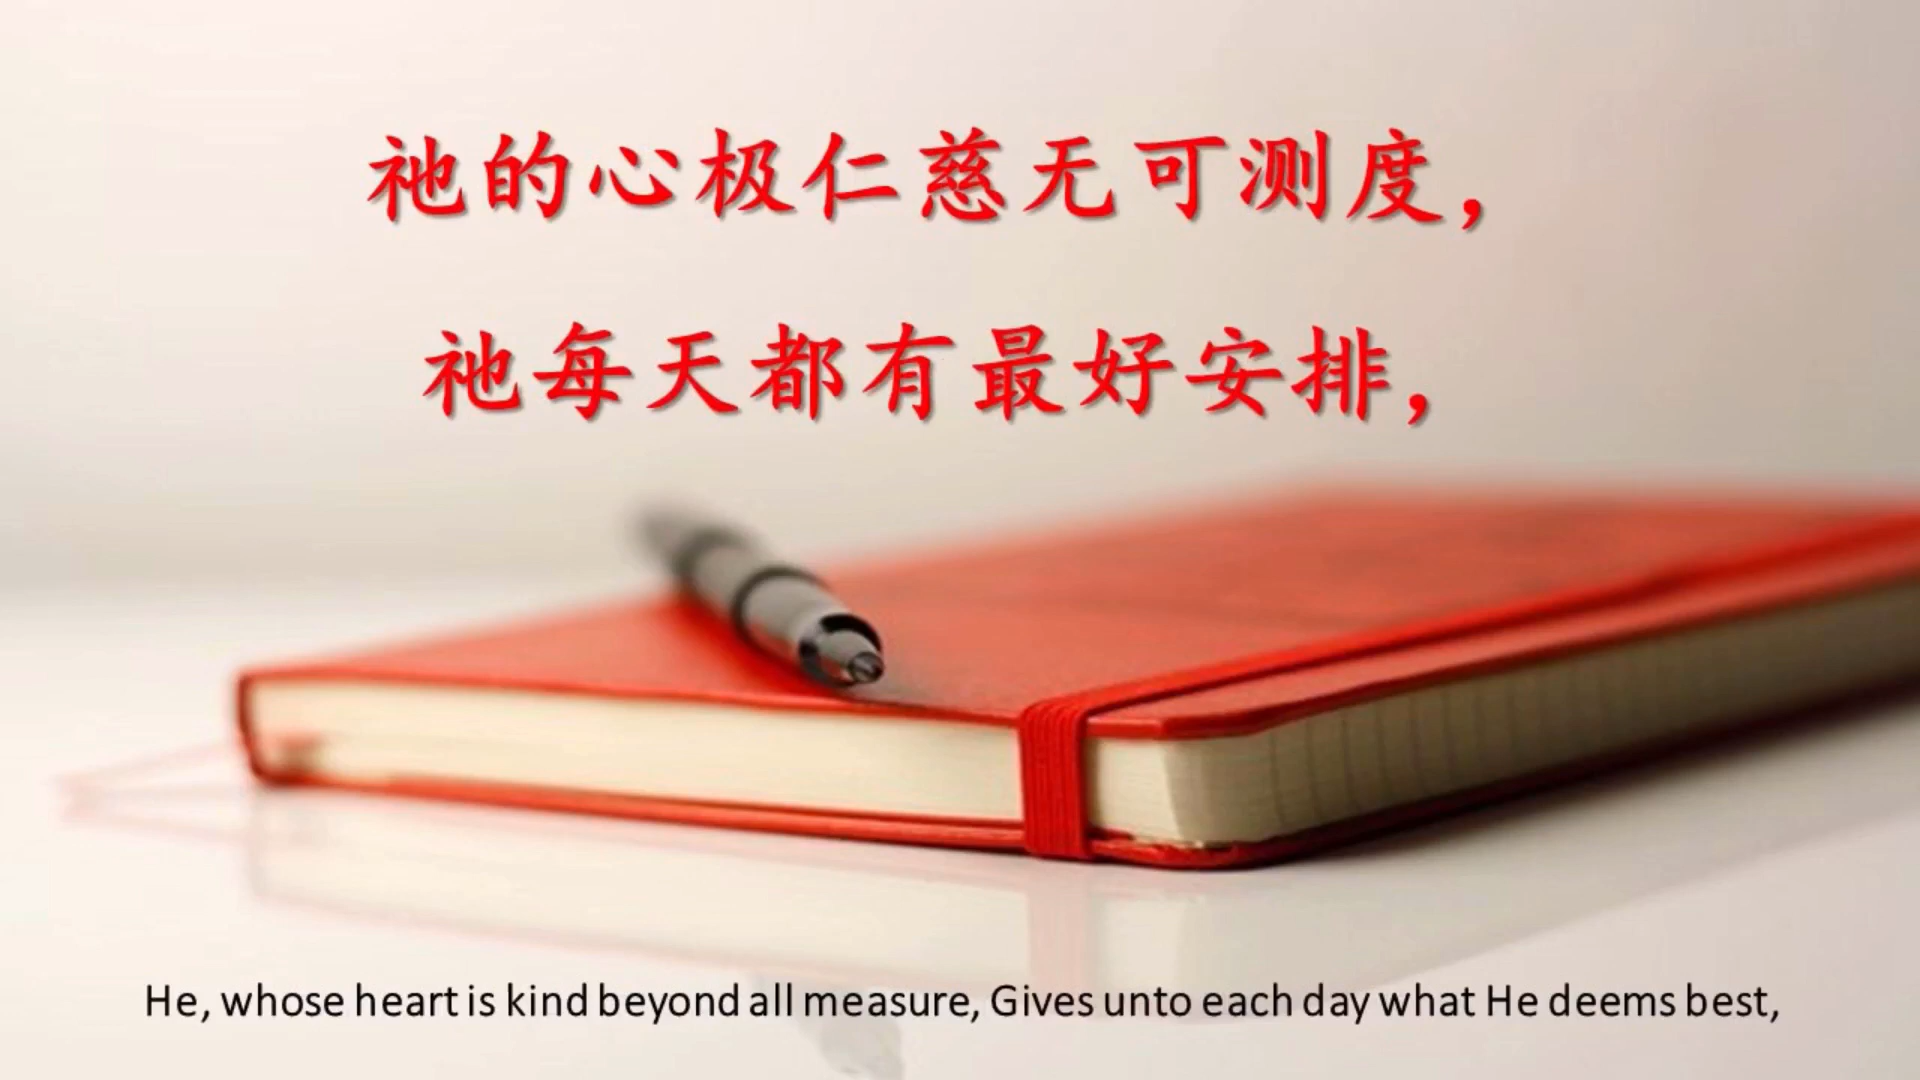 祂的心极仁慈无可测度，
祂每天都有最好安排，
He, whose heart is kind beyond all measure, Gives unto each day what He deems best,